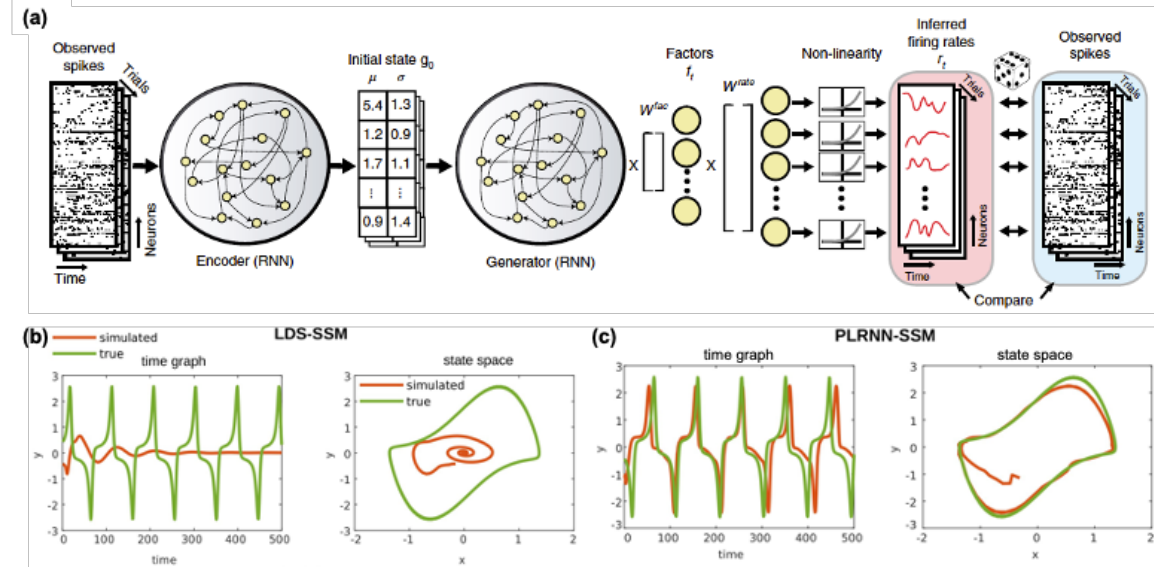 (a)
Observed
spikes
Trials
Neurons
Time
Encoder (RNN)
Initial state g0
μ σ
5.4 1.3
1.2 0.9
1.7 1.1
⋮ ⋮
0.9 1.4
Generator (RNN)
Factors
ft
Wfac
X
X
Wrate
Non-linearity
Inferred
firing rates
rt
Trials
Neurons
Time
Observed
spikes
Trials
Neurons
Time
Compare
(b)
LDS-SSM
simulated
true
time graph
y
3
2
1
0
-1
-2
-3
0 100 200 300 400 500
time
state space
simulated
true
y
3
2
1
0
-1
-2
-3
-2 -1 0 1 2
x
(c)
PLRNN-SSM
time graph
y
3
2
1
0
-1
-2
-3
0 100 200 300 400 500
time
state space
y
3
2
1
0
-1
-2
-3
-2 -1 0 1 2
x